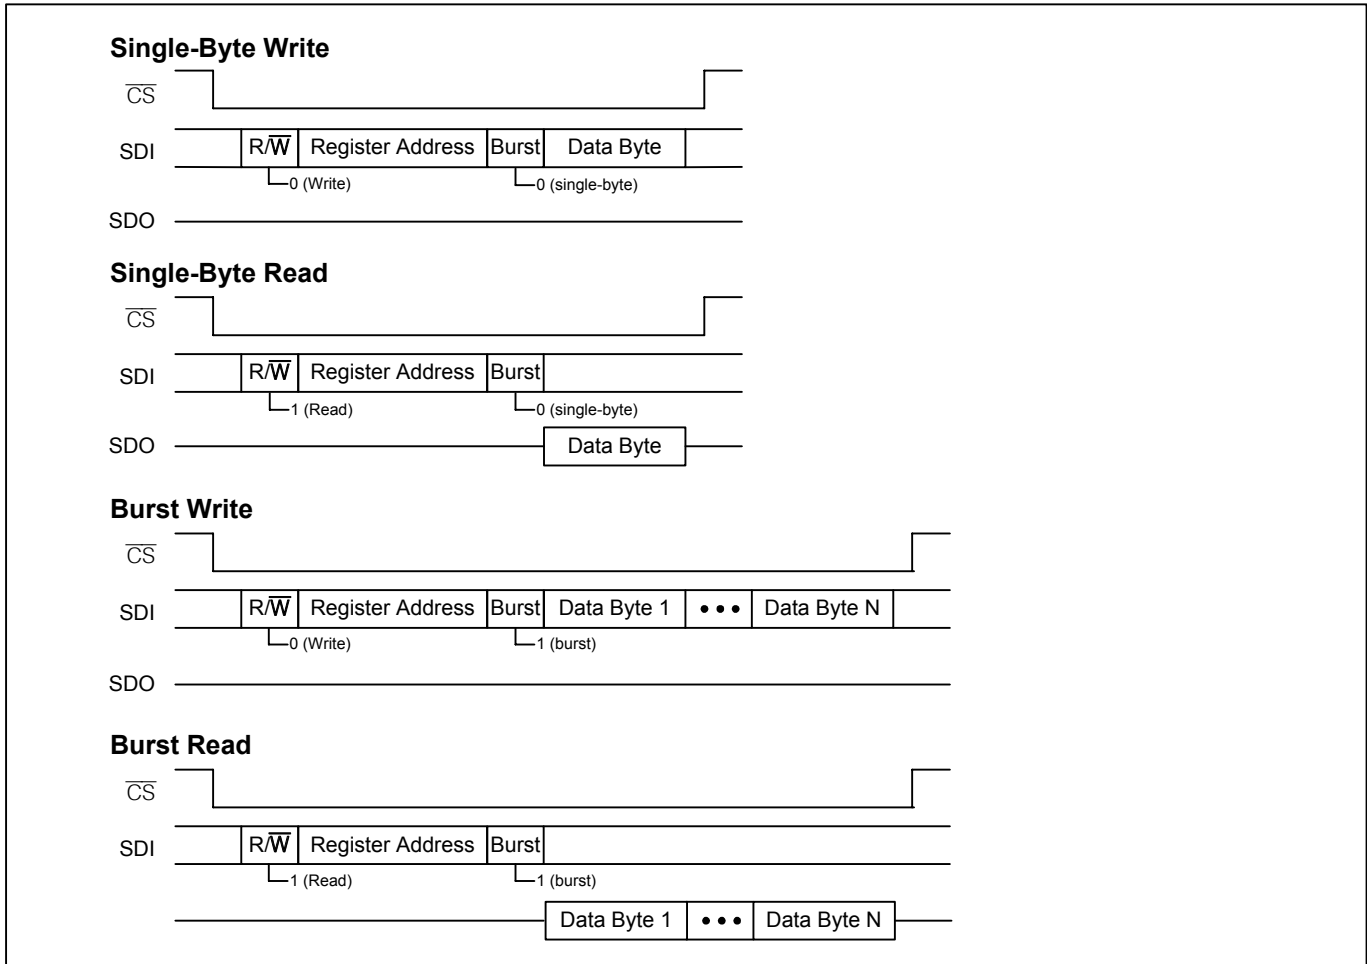 Single-Byte Write
CS
SDI R/W Register Address Burst Data Byte
0 (Write) 0 (single-byte)
SDO
Single-Byte Read
CS
SDI R/W Register Address Burst
1 (Read) 0 (single-byte)
SDO Data Byte
Burst Write
CS
SDI R/W Register Address Burst Data Byte 1 ••• Data Byte N
0 (Write) 1 (burst)
SDO
Burst Read
CS
SDI R/W Register Address Burst
1 (Read) 1 (burst)
Data Byte 1 ••• Data Byte N